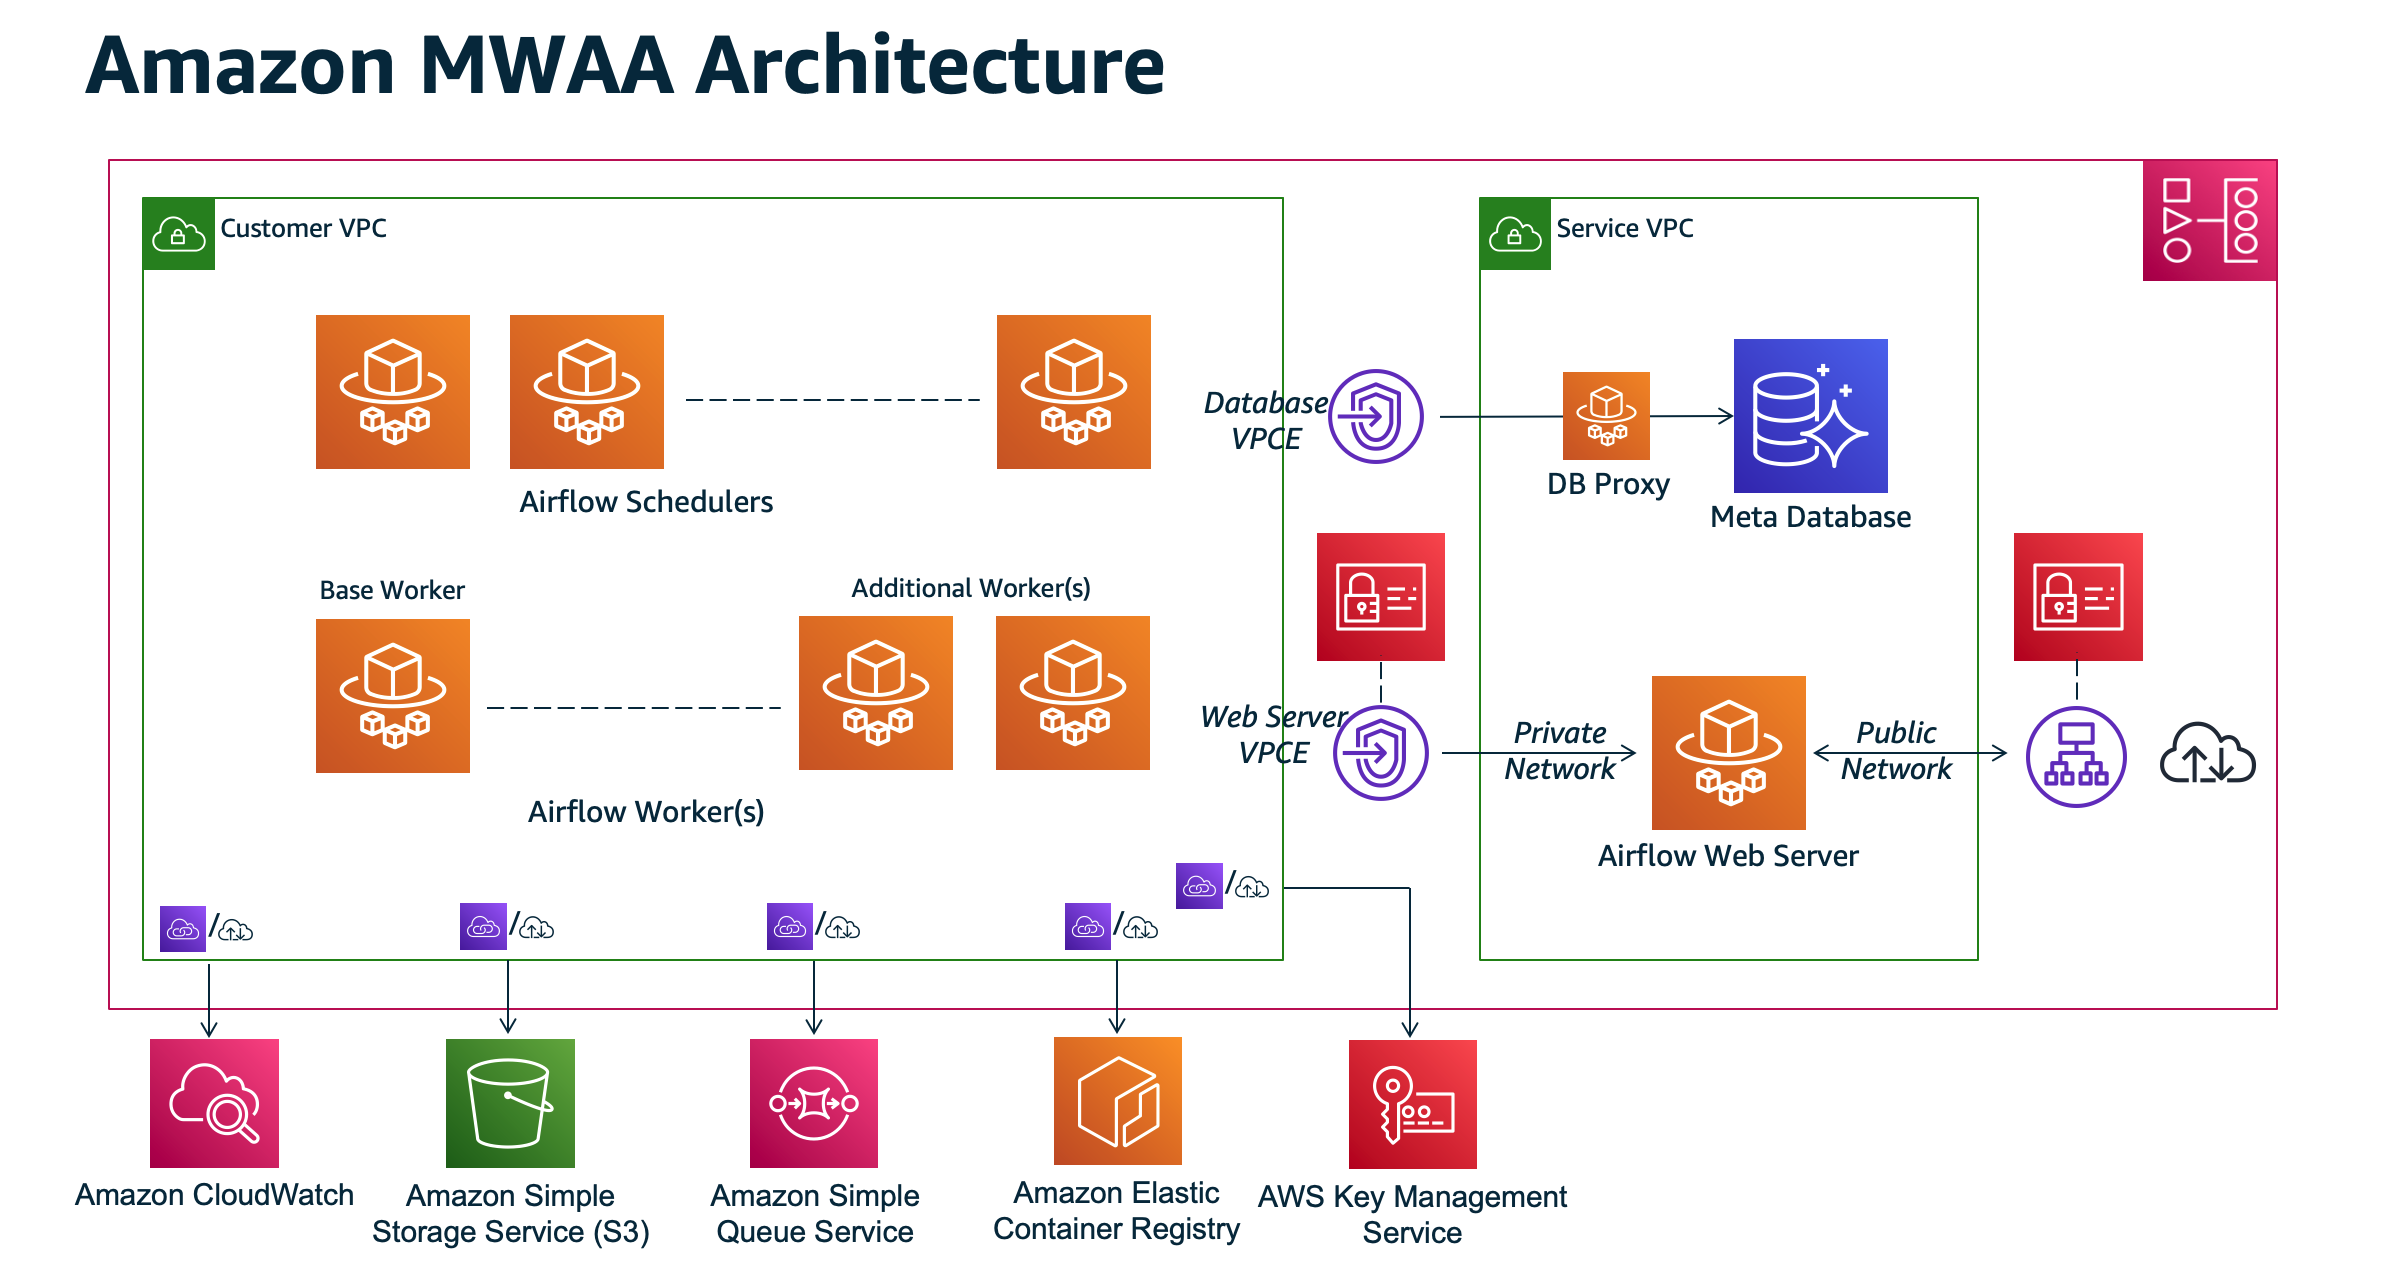 Amazon MWAA Architecture
Customer VPC
Service VPC
Database
VPCE
DB Proxy
Airflow Schedulers
Meta Database
Base Worker
Additional Worker(s)
Web Server
VPCE
Private
Network
Public
Network
Airflow Worker(s)
Airflow Web Server
/
/
/
/
/
Amazon CloudWatch
Amazon Simple
Storage Service (S3)
Amazon Simple
Queue Service
Amazon Elastic
Container Registry
AWS Key Management
Service